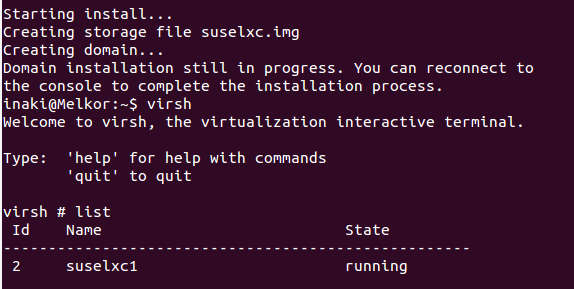 Starting install...
Creating storage file suselxc.img
Creating domain...
Domain installation still in progress. You can reconnect to
the console to complete the installation process.
inaki@Melkor:~$ virsh
Welcome to virsh, the virtualization interactive terminal.
Type:  'help' for help with commands
       'quit' to quit
virsh # list
 Id    Name                           State
----------------------------------------------------
 2     suselxc1                       running